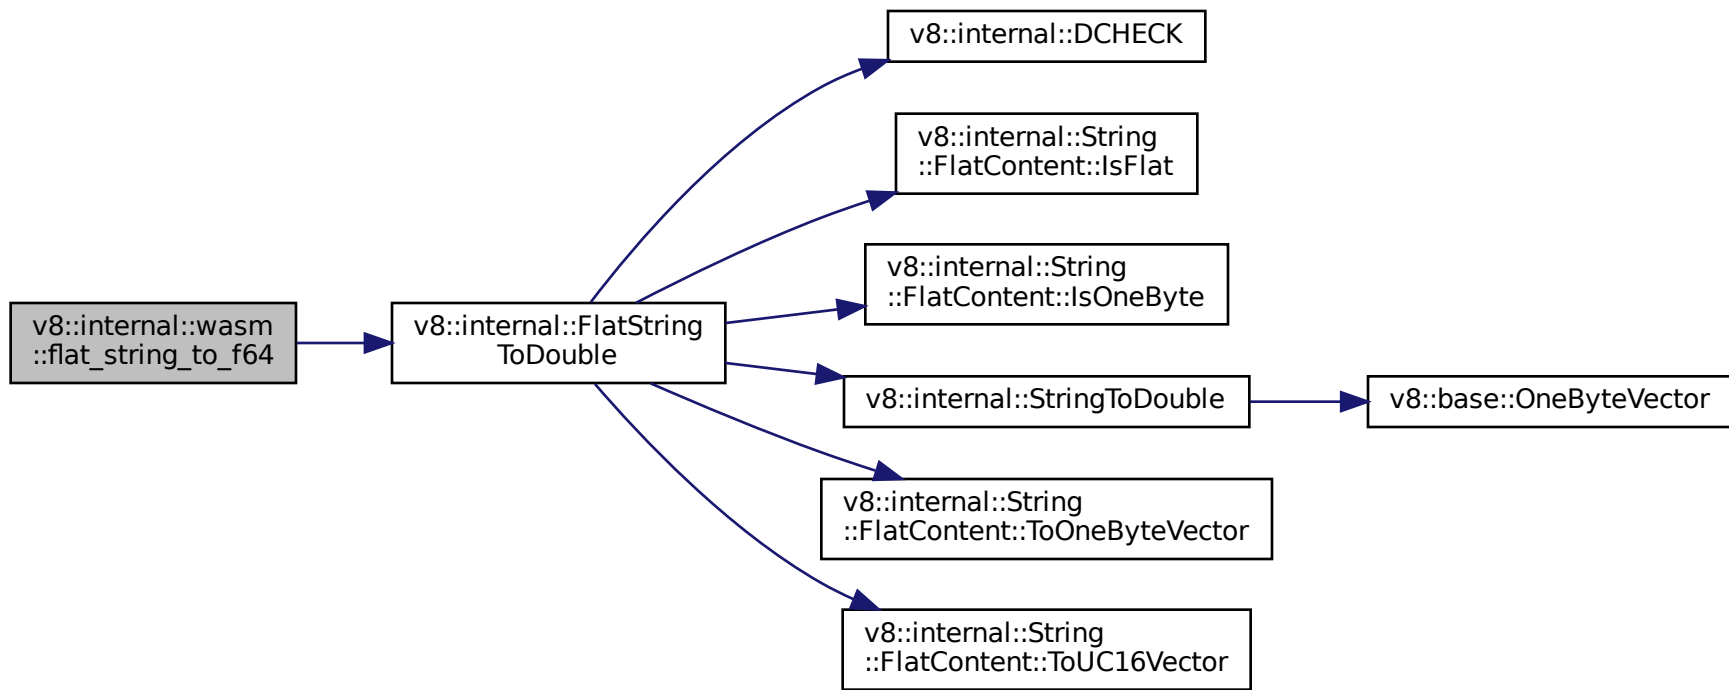 v8::internal::wasm
::flat_string_to_f64
v8::internal::FlatString
ToDouble
v8::internal::DCHECK
v8::internal::String
::FlatContent::IsFlat
v8::internal::String
::FlatContent::IsOneByte
v8::internal::StringToDouble
v8::base::OneByteVector
v8::internal::String
::FlatContent::ToOneByteVector
v8::internal::String
::FlatContent::ToUC16Vector